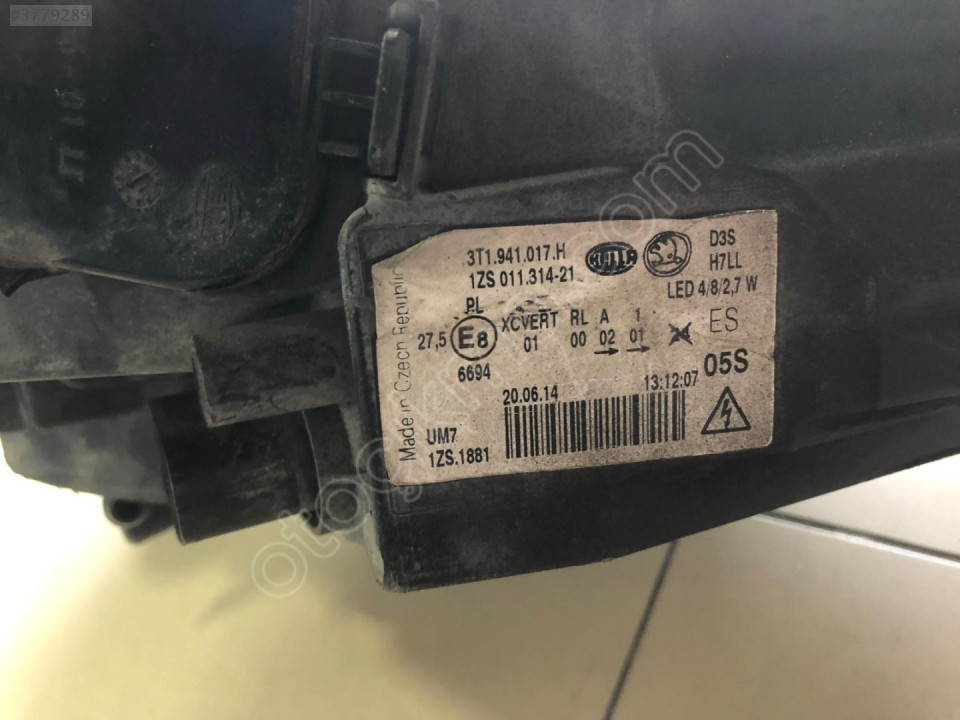 #3779289
3T1.941.017.H
1ZS 011.314-21
HELLA
D3S
H7LL
LED 4/8/2,7 W
PL
27,5
E8
6694
XCVERT RL A 1
01 00 02 01
ES
05S
20.06.14 13:12:07
UM7
1ZS.1881
Made in Czech Republic